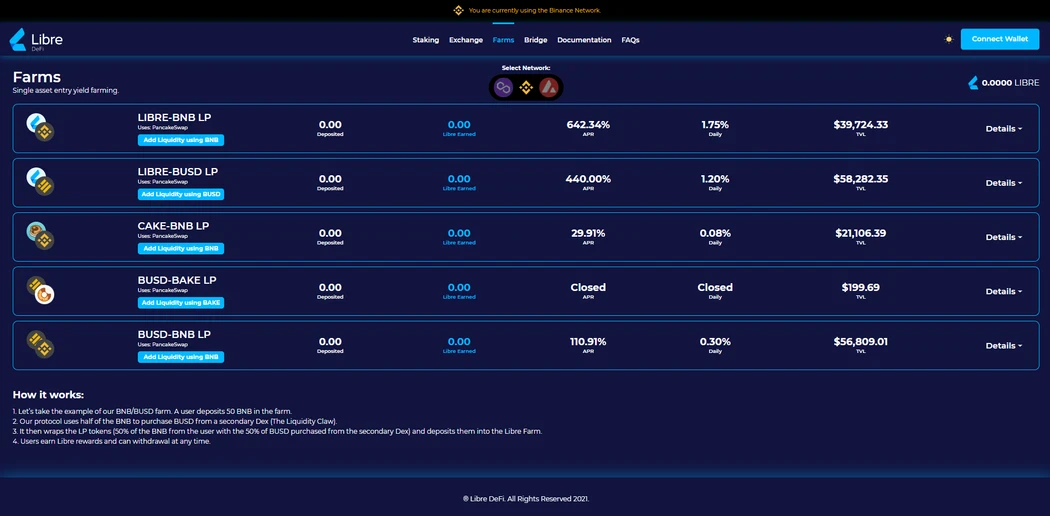 You are currently using the Binance Network.
Libre
DeFi
Staking Exchange Farms Bridge Documentation FAQs
Connect Wallet
Farms
Single asset entry yield farming.
Select Network:
0.0000 LIBRE
LIBRE-BNB LP
Uses: PancakeSwap
Add Liquidity using BNB
0.00
Deposited
0.00
Libre Earned
642.34%
APR
1.75%
Daily
$39,724.33
TVL
Details
LIBRE-BUSD LP
Uses: PancakeSwap
Add Liquidity using BUSD
0.00
Deposited
0.00
Libre Earned
440.00%
APR
1.20%
Daily
$58,282.35
TVL
Details
CAKE-BNB LP
Uses: PancakeSwap
Add Liquidity using BNB
0.00
Deposited
0.00
Libre Earned
29.91%
APR
0.08%
Daily
$21,106.39
TVL
Details
BUSD-BAKE LP
Uses: PancakeSwap
Add Liquidity using BAKE
0.00
Deposited
0.00
Libre Earned
Closed
APR
Closed
Daily
$199.69
TVL
Details
BUSD-BNB LP
Uses: PancakeSwap
Add Liquidity using BNB
0.00
Deposited
0.00
Libre Earned
110.91%
APR
0.30%
Daily
$56,809.01
TVL
Details
How it works:
1. Let's take the example of our BNB/BUSD farm. A user deposits 50 BNB in the farm.
2. Our protocol uses half of the BNB to purchase BUSD from a secondary Dex (The Liquidity Claw).
3. It then wraps the LP tokens (50% of the BNB from the user with the 50% of BUSD purchased from the secondary Dex) and deposits them into the Libre Farm.
4. Users earn Libre rewards and can withdrawal at any time.
® Libre DeFi. All Rights Reserved 2021.